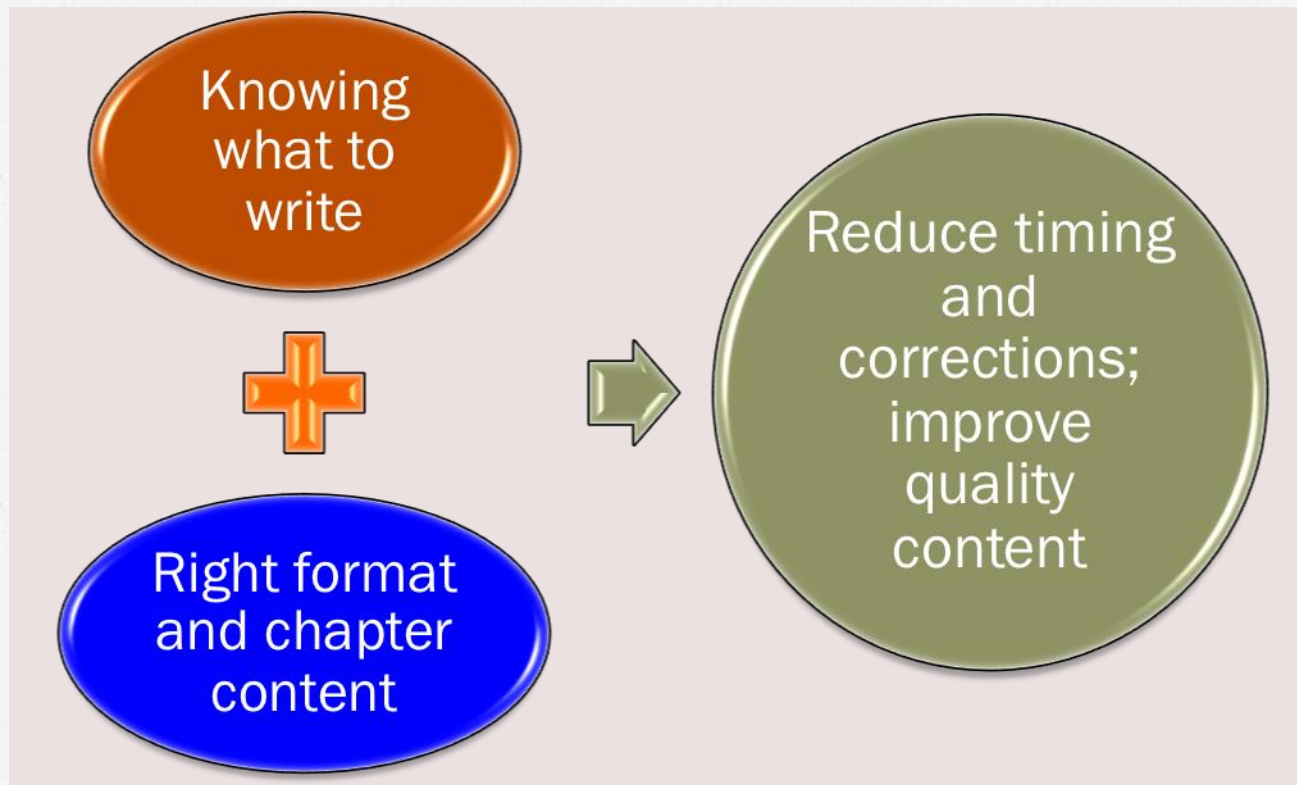 Knowing
what to
write
Right format
and chapter
content
Reduce timing
and
corrections;
improve
quality
content